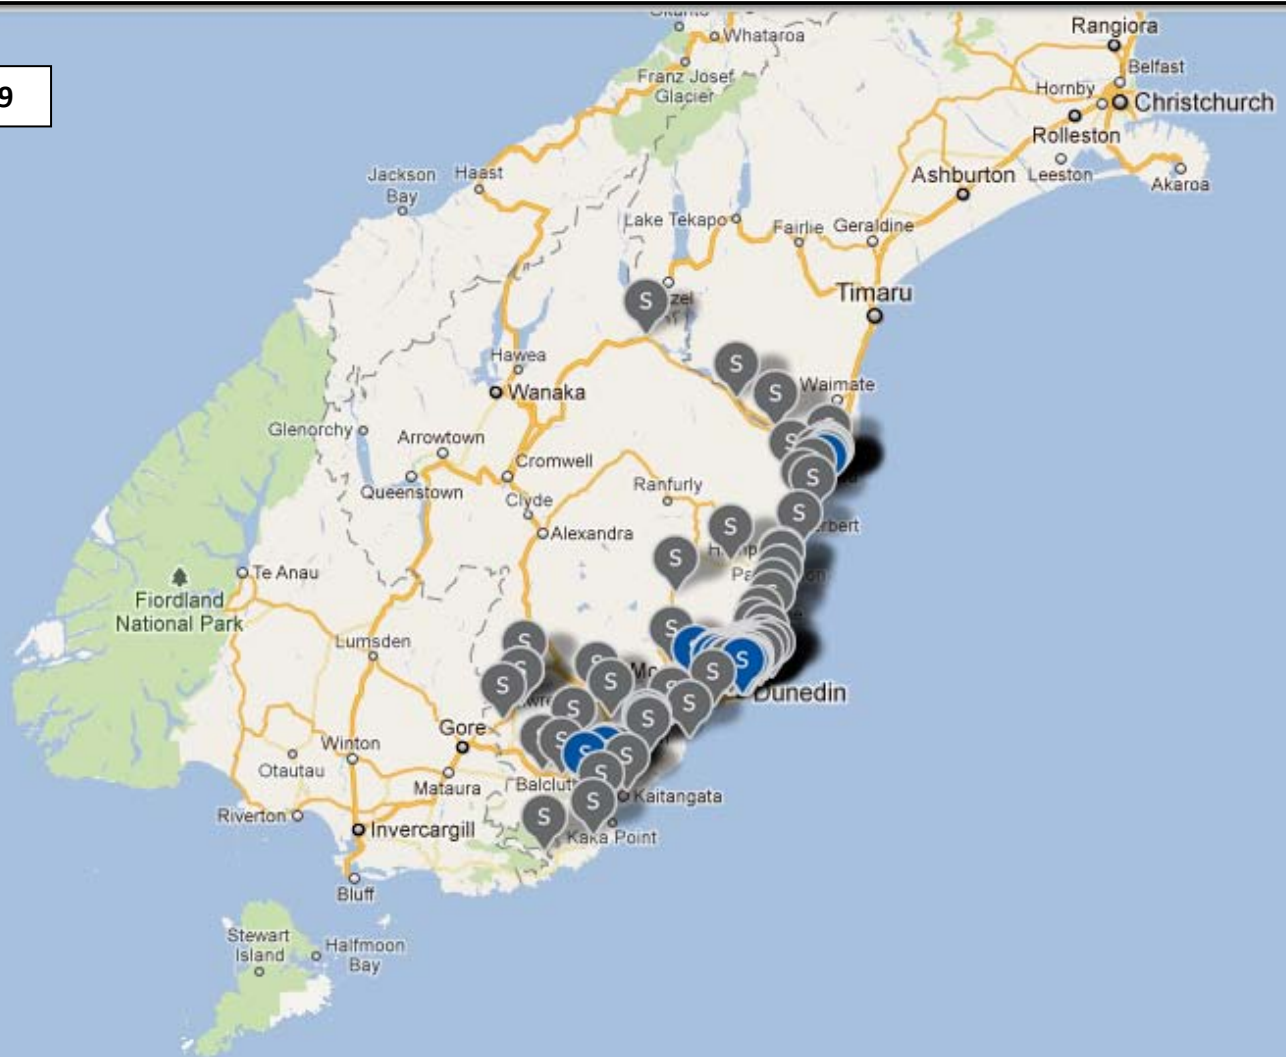 Whataroa
Rangiora
Franz Josef
Glacier
Belfast
9
Hornby
Christchurch
Rolleston
Jackson
Bay
Haast
Ashburton
Leeston
Akaroa
Lake Tekapo
Fairlie
Geraldine
Timaru
S
S
S
Hawea
Waimate
Wanaka
Glenorchy
Arrowtown
S
Cromwell
Queenstown
Clyde
Ranfurly
S
S
Alexandra
S
S
Te Anau
Fiordland
National Park
Lumsden
S
S
S
S
S
S
S
S
S
S
S
Dunedin
S
S
S
Gore
S
S
S
Winton
Otautau
Mataura
S
Kaitangata
Riverton
Invercargill
S
S
Kaka Point
Bluff
Stewart
Island
Halfmoon
Bay